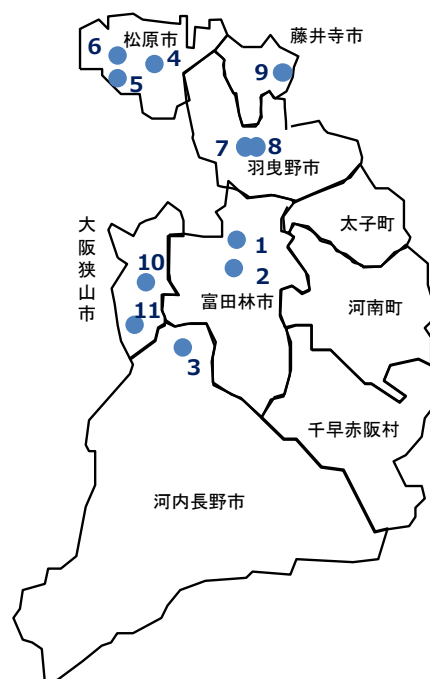 松原市
藤井寺市
6
4
5
9
7
8
羽曳野市
太子町
大阪狭山市
1
2
10
11
富田林市
河南町
3
千早赤阪村
河内長野市